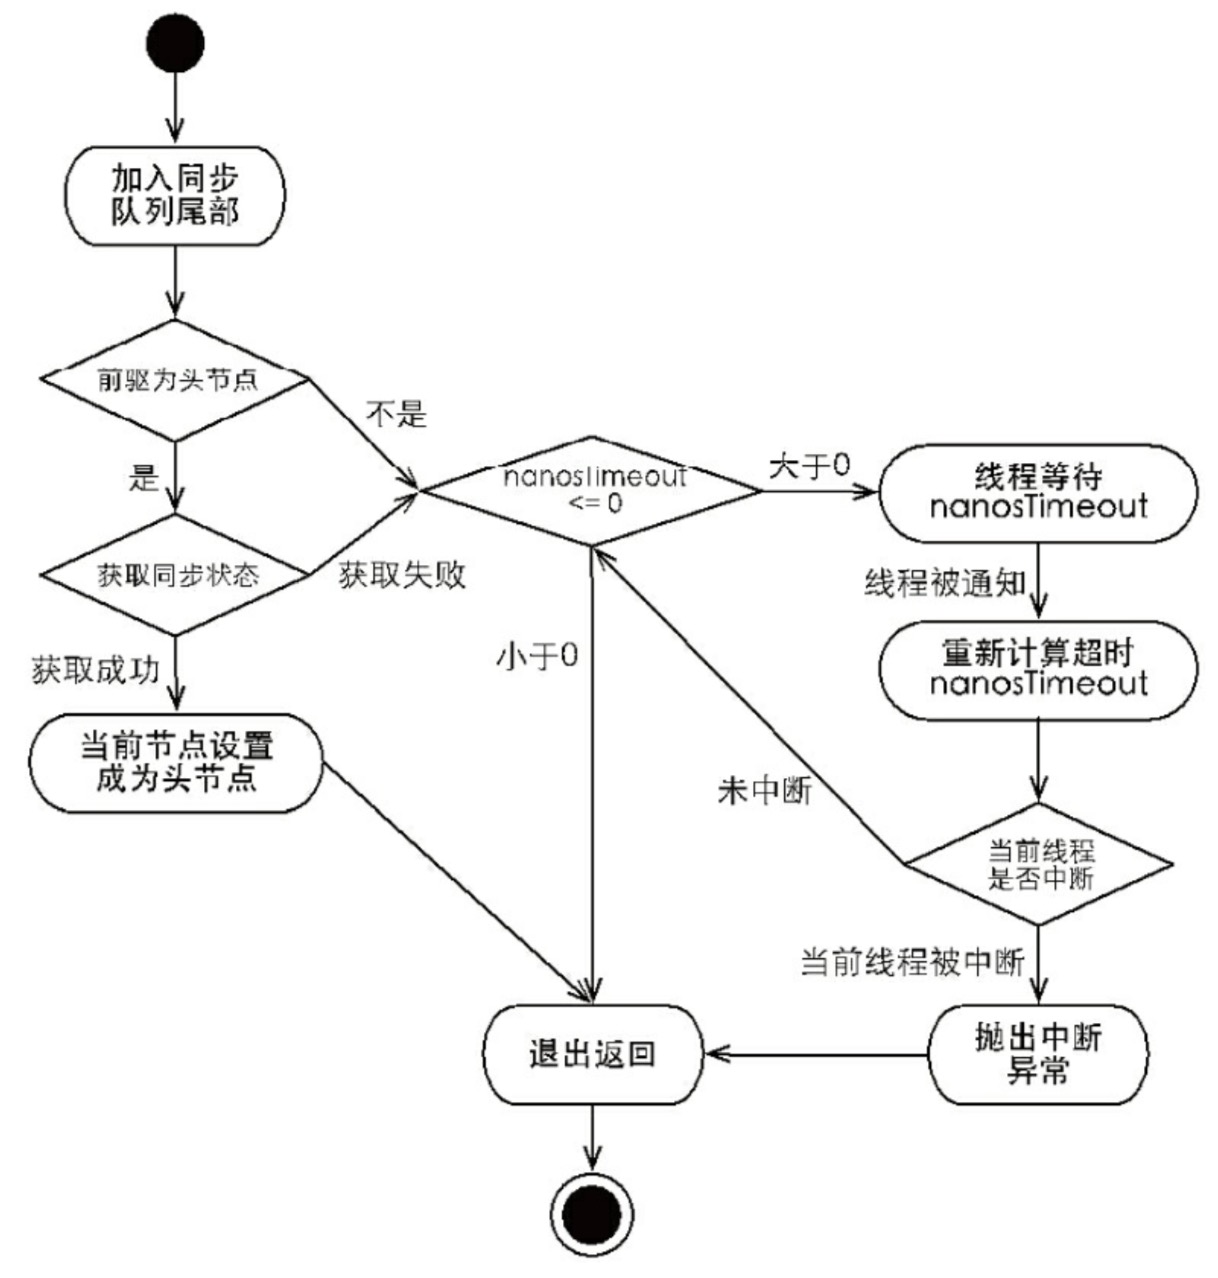 加入同步
队列尾部
前驱为头节点
不是
是
获取同步状态
获取失败
获取成功
当前节点设置
成为头节点
nanosTimeout
<= 0
大于0
线程等待
nanosTimeout
线程被通知
重新计算超时
nanosTimeout
小于0
未中断
当前线程
是否中断
当前线程被中断
抛出中断
异常
退出返回